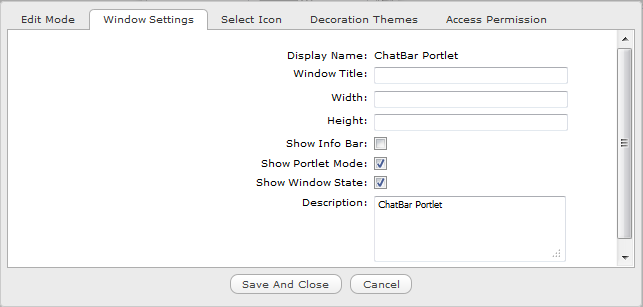 Edit Mode Window Settings Select Icon Decoration Themes Access Permission
Display Name: ChatBar Portlet
Window Title:
Width:
Height:
Show Info Bar:
Show Portlet Mode:
Show Window State:
Description: ChatBar Portlet
Save And Close Cancel